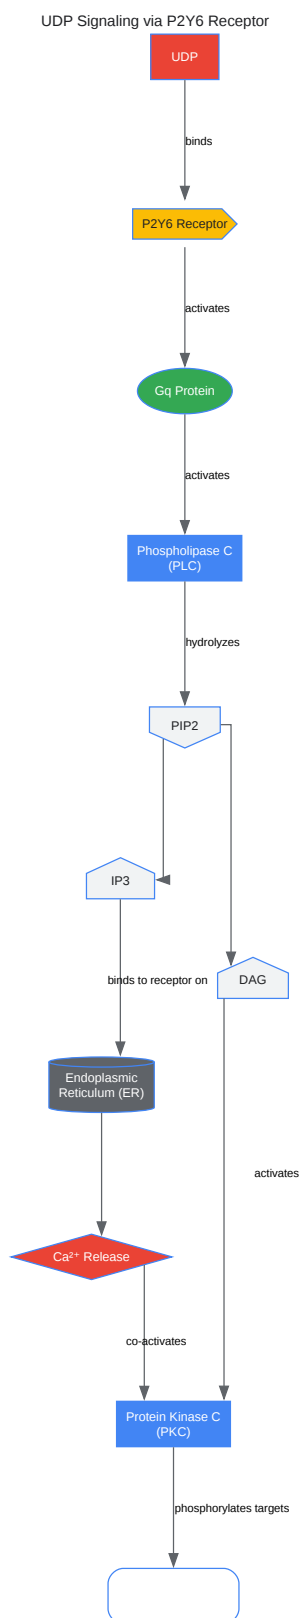 UDP Signaling via P2Y6 Receptor
UDP
binds
P2Y6 Receptor
activates
Gq Protein
activates
Phospholipase C
(PLC)
hydrolyzes
PIP2
IP3
binds to receptor on
DAG
Endoplasmic
Reticulum (ER)
activates
Ca²⁺ Release
co-activates
Protein Kinase C
(PKC)
phosphorylates targets